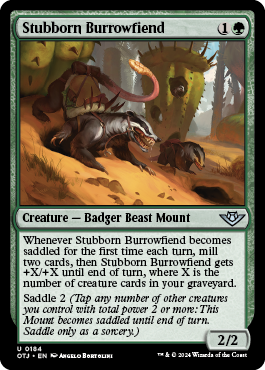 Stubborn Burrowfiend 1
Creature — Badger Beast Mount
Whenever Stubborn Burrowfiend becomes
saddled for the first time each turn, mill
two cards, then Stubborn Burrowfiend gets
+X/+X until end of turn, where X is the
number of creature cards in your graveyard.
Saddle 2 (Tap any number of other creatures
you control with total power 2 or more: This
Mount becomes saddled until end of turn.
Saddle only as a sorcery.)
2/2
U 0184
OTJ • EN Angelo Bortolini
™ & © 2024 Wizards of the Coast